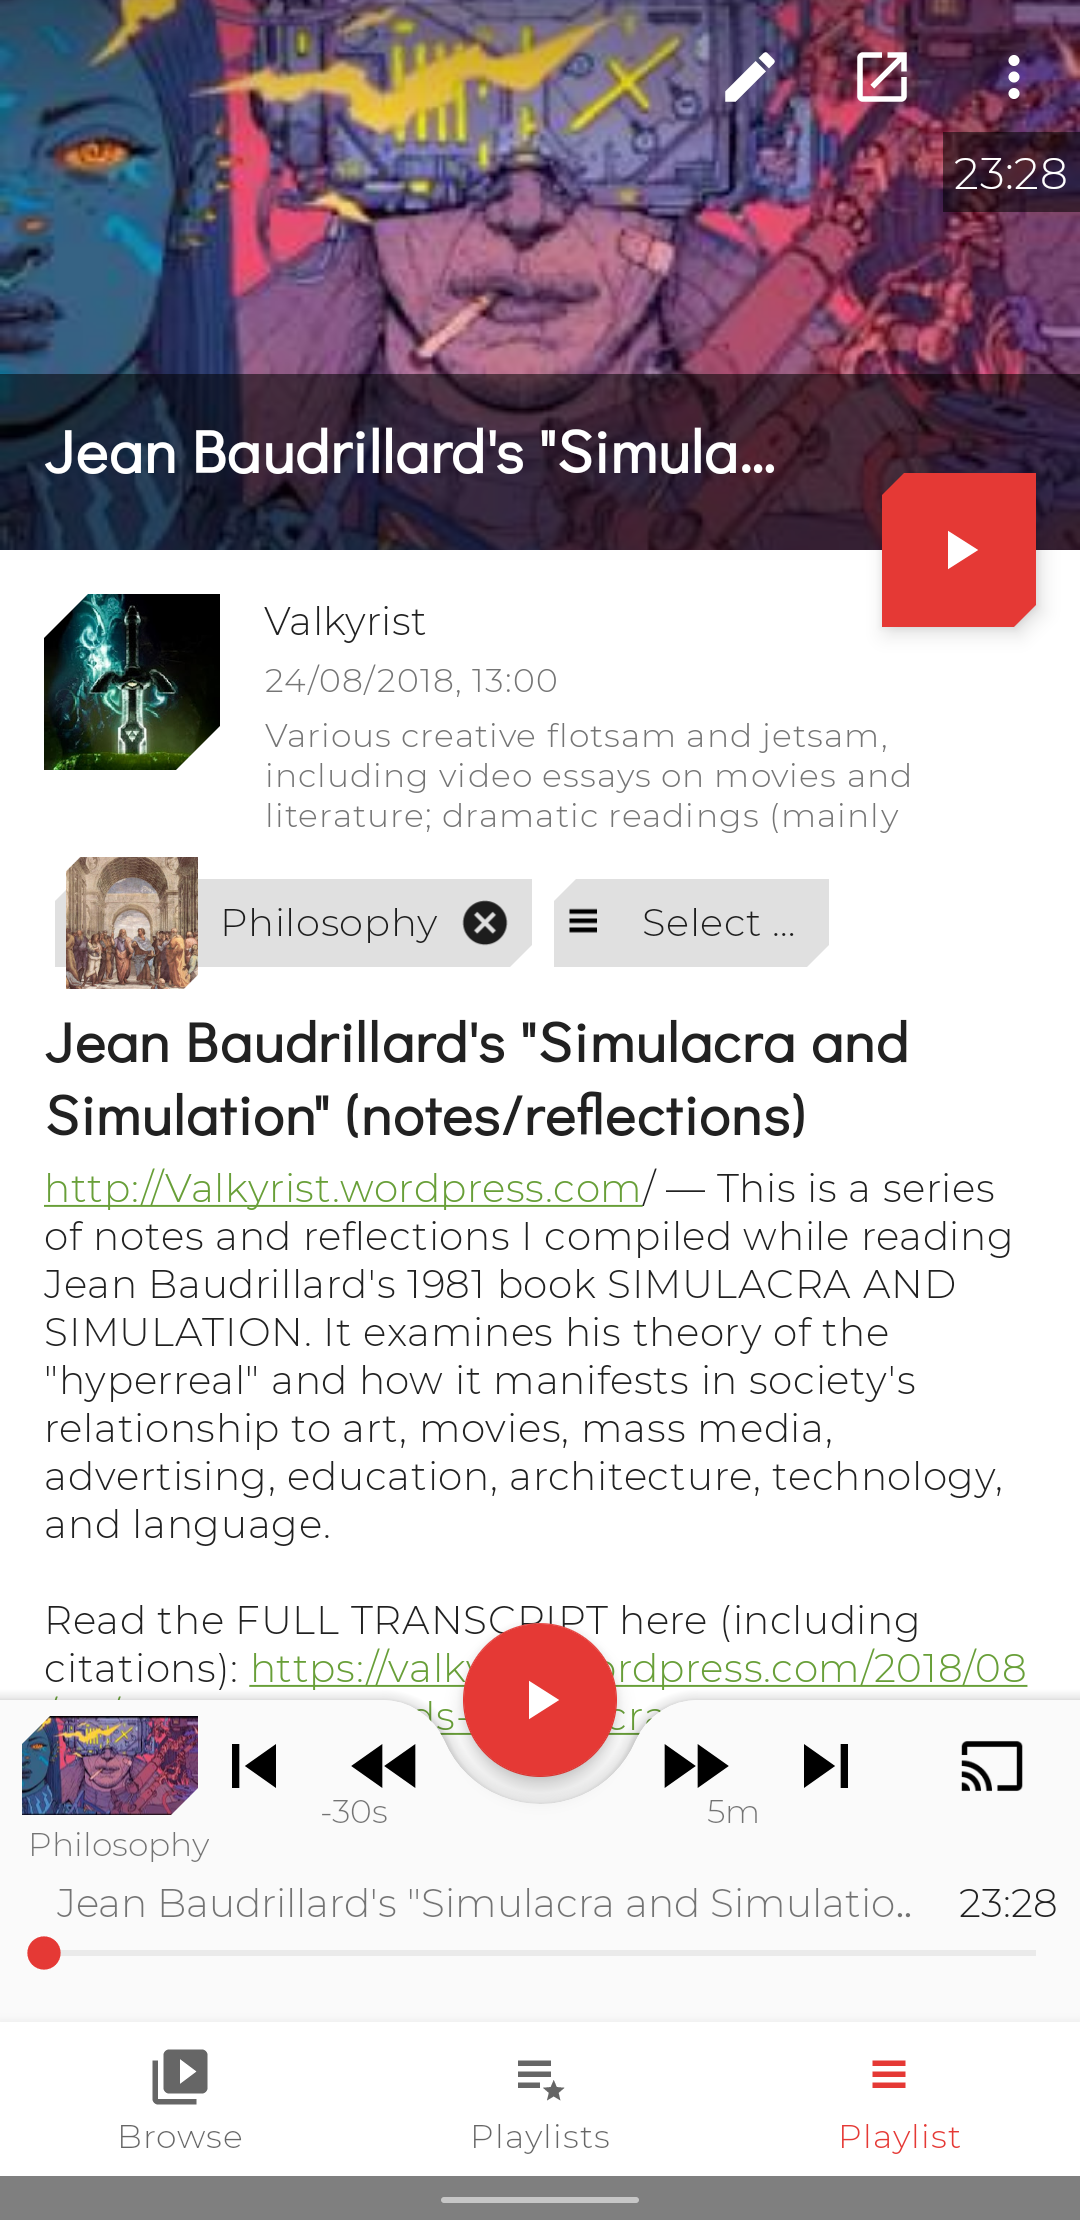 23:28
Jean Baudrillard's "Simula...
Valkyrist
24/08/2018, 13:00
Various creative flotsam and jetsam,
including video essays on movies and
literature; dramatic readings (mainly
Philosophy
Select ...
Jean Baudrillard's "Simulacra and
Simulation" (notes/reflections)
http://Valkyrist.wordpress.com/ — This is a series
of notes and reflections I compiled while reading
Jean Baudrillard's 1981 book SIMULACRA AND
SIMULATION. It examines his theory of the
"hyperreal" and how it manifests in society's
relationship to art, movies, mass media,
advertising, education, architecture, technology,
and language.
Read the FULL TRANSCRIPT here (including
citations): https://valk rdpress.com/2018/08
-30s
5m
Philosophy
Jean Baudrillard's "Simulacra and Simulatio..
23:28
Browse
Playlists
Playlist